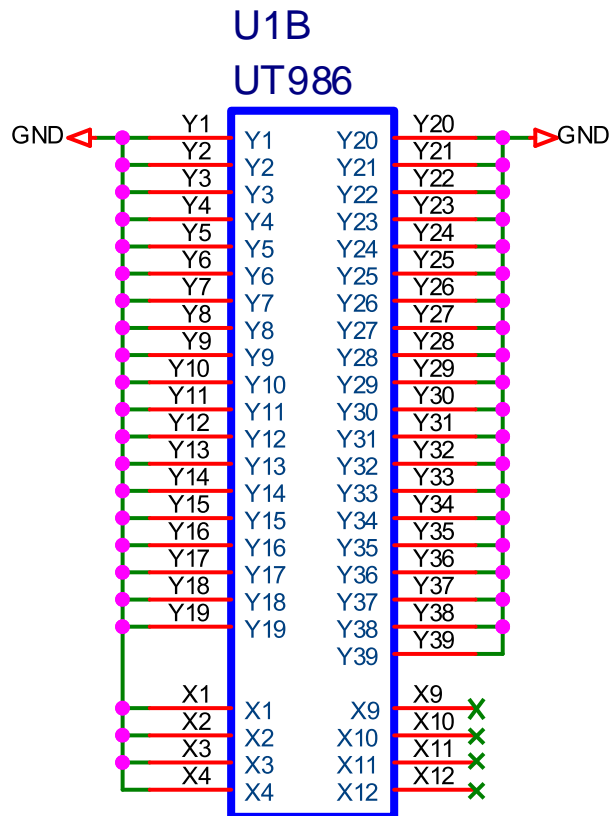 U1B
UT986
GND Y1 Y1 Y20 Y20 GND
Y2 Y2 Y21 Y21
Y3 Y3 Y22 Y22
Y4 Y4 Y23 Y23
Y5 Y5 Y24 Y24
Y6 Y6 Y25 Y25
Y7 Y7 Y26 Y26
Y8 Y8 Y27 Y27
Y9 Y9 Y28 Y28
Y10 Y10 Y29 Y29
Y11 Y11 Y30 Y30
Y12 Y12 Y31 Y31
Y13 Y13 Y32 Y32
Y14 Y14 Y33 Y33
Y15 Y15 Y34 Y34
Y16 Y16 Y35 Y35
Y17 Y17 Y36 Y36
Y18 Y18 Y37 Y37
Y19 Y19 Y38 Y38
Y39 Y39
X1 X1 X9 X9
X2 X2 X10 X10
X3 X3 X11 X11
X4 X4 X12 X12